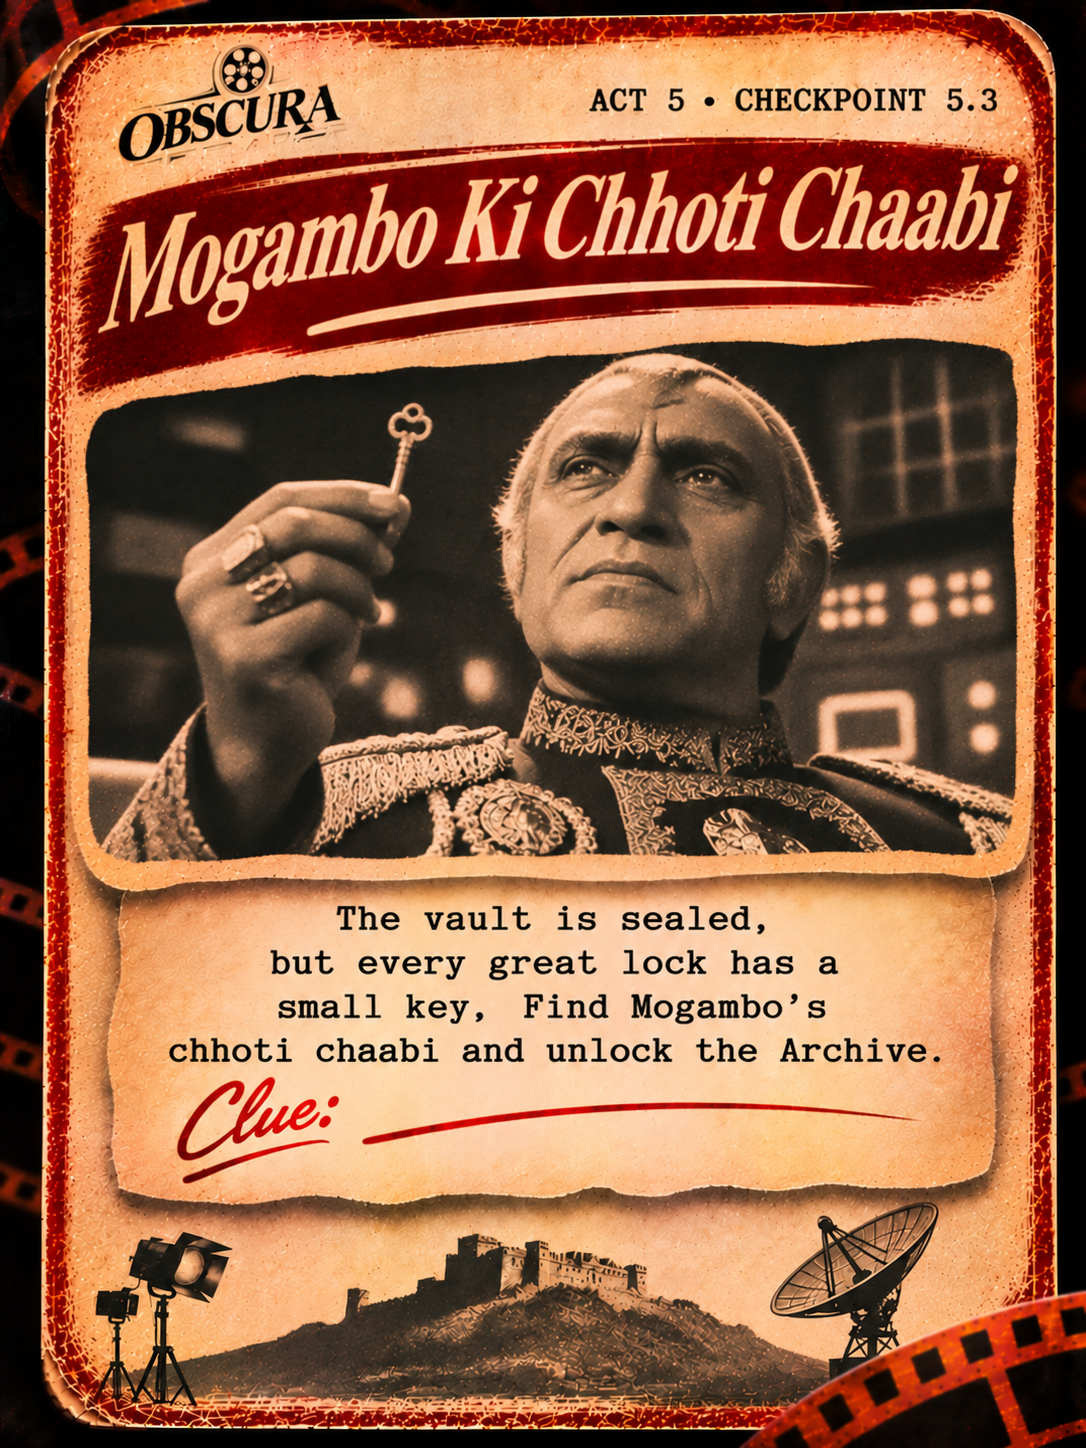 OBSCURA
ACT 5 • CHECKPOINT 5.3
Mogambo Ki Chhoti Chaabi
The vault is sealed,
but every great lock has a
small key, Find Mogambo’s
chhoti chaabi and unlock the Archive.
Clue: